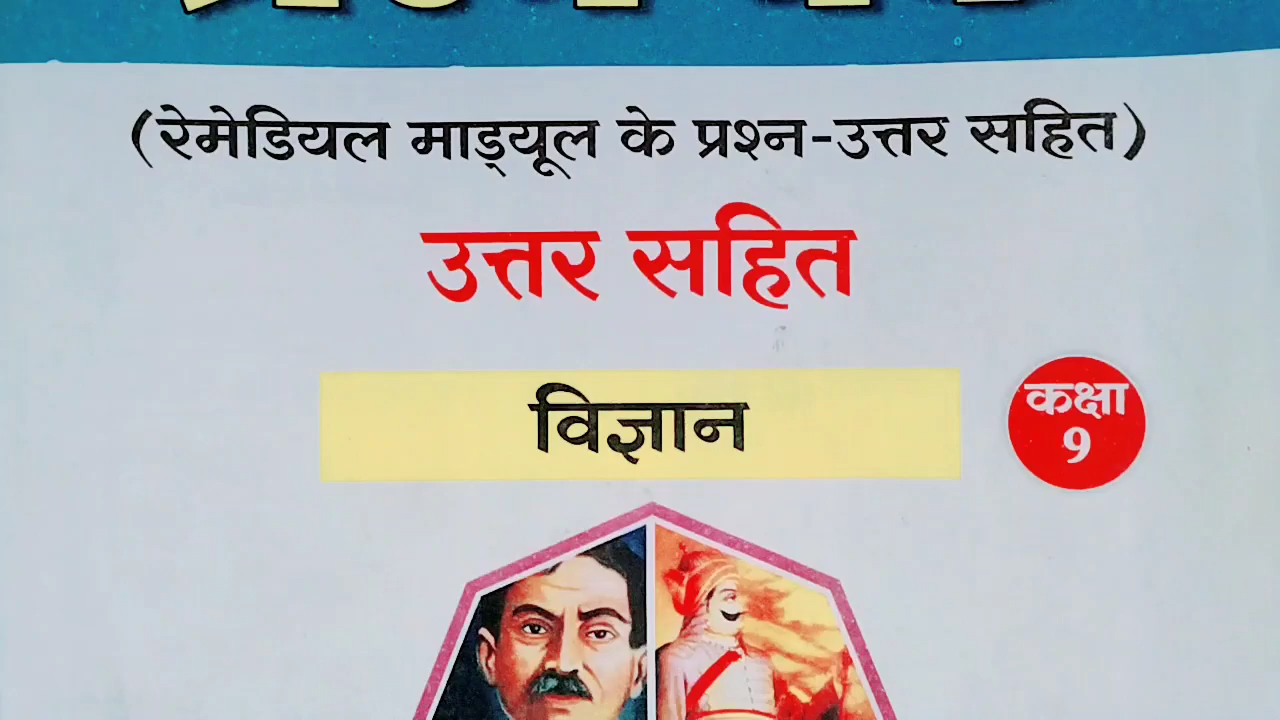 (रेमेडियल माड्यूल के प्रश्न-उत्तर सहित)
उत्तर सहित
विज्ञान
कक्षा
9